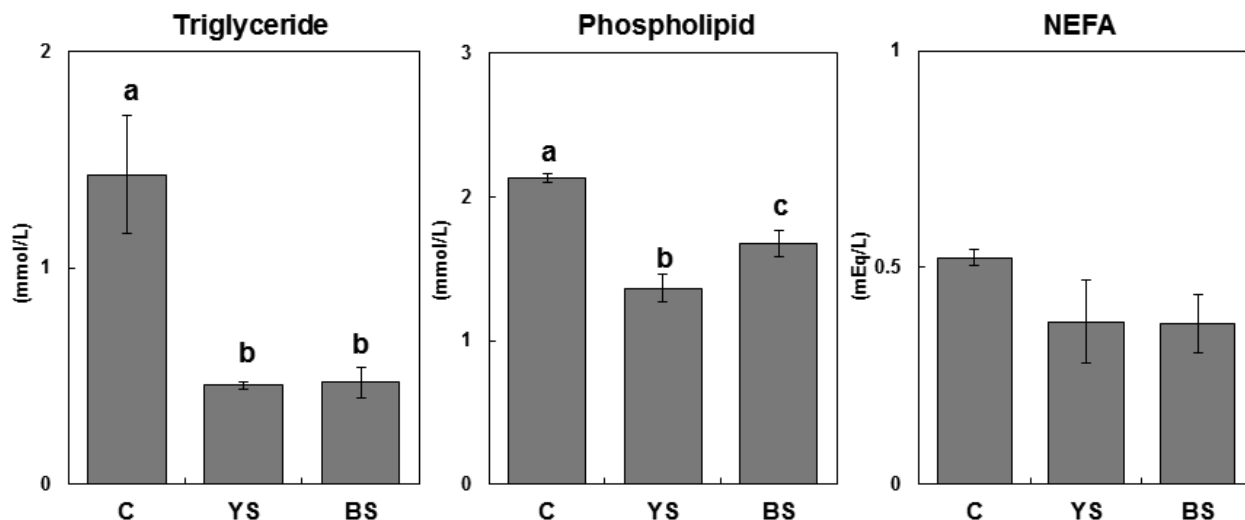 Triglyceride
2
1
0
(mmol/L)
a
b
b
C YS BS
Phospholipid
3
2
1
0
(mmol/L)
a
b
c
C YS BS
NEFA
1
0.5
0
(mEq/L)
C YS BS